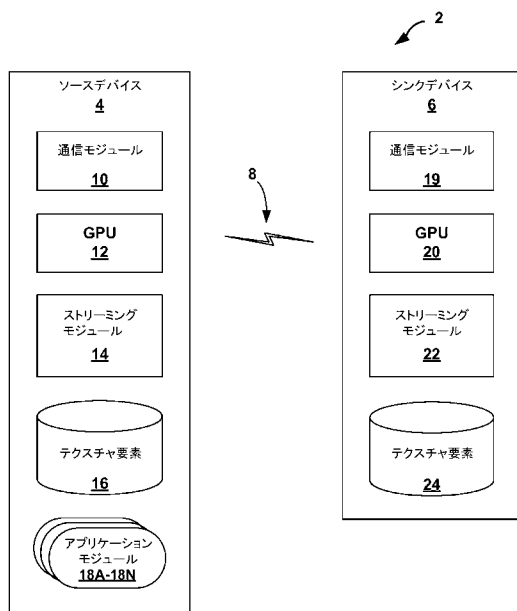 2
ソースデバイス
4
通信モジュール
10
GPU
12
ストリーミング
モジュール
14
テクスチャ要素
16
アプリケーション
モジュール
18A-18N
8
シンクデバイス
6
通信モジュール
19
GPU
20
ストリーミング
モジュール
22
テクスチャ要素
24